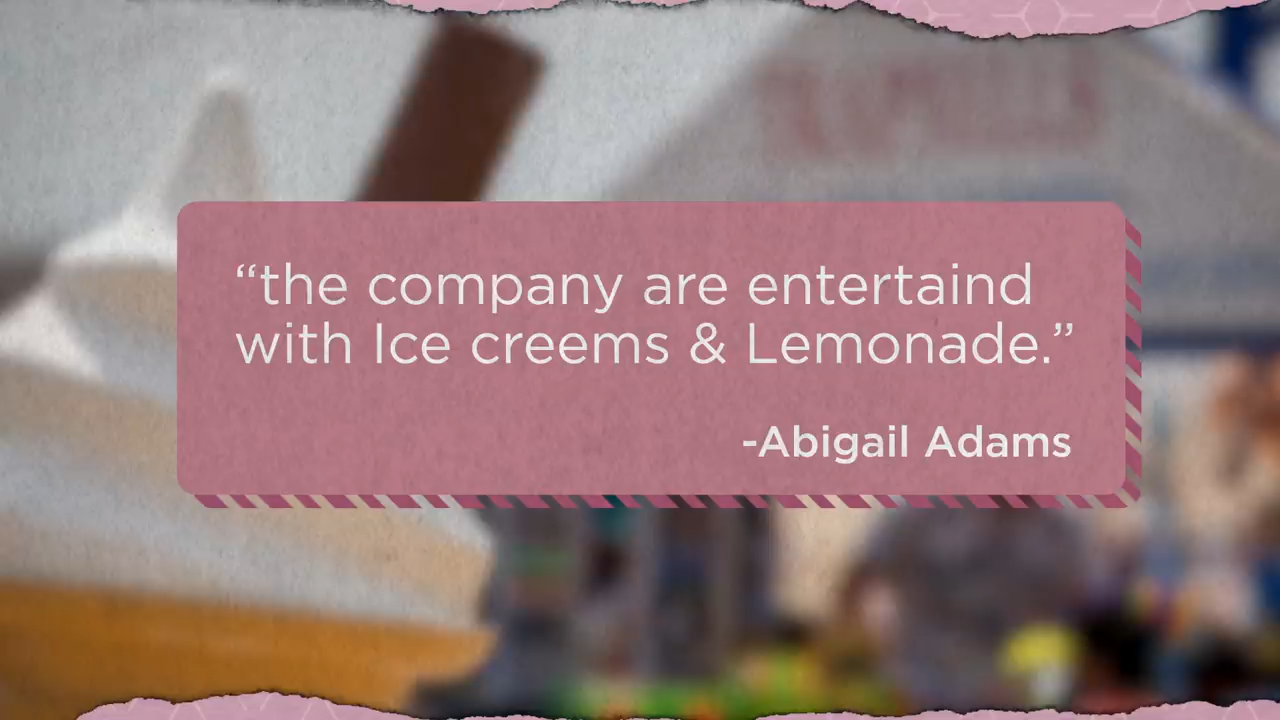 “the company are entertaind
with Ice creems & Lemonade.”
-Abigail Adams